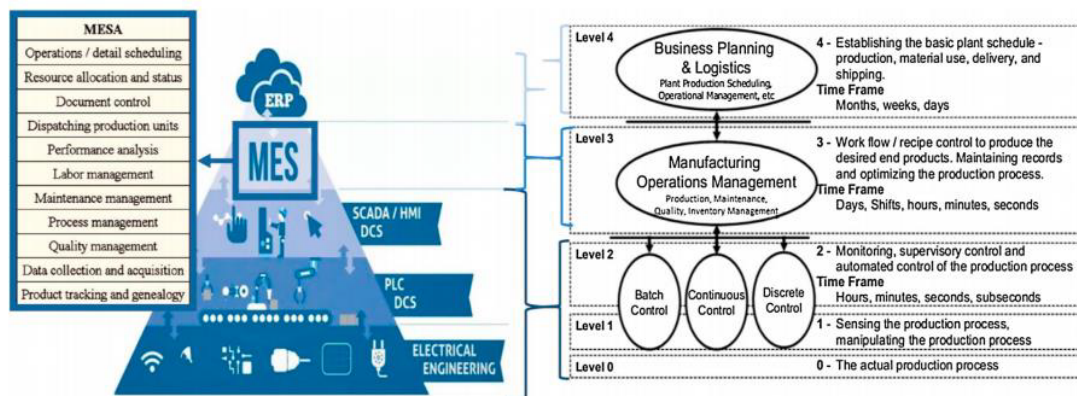 MESA
Operations / detail scheduling
Resource allocation and status
Document control
Dispatching production units
Performance analysis
Labor management
Maintenance management
Process management
Quality management
Data collection and acquisition
Product tracking and genealogy
ERP
MES
SCADA / HMI
DCS
PLC
DCS
ELECTRICAL
ENGINEERING
Level 4
Business Planning
& Logistics
Plant Production Scheduling,
Operational Management, etc
4 - Establishing the basic plant schedule -
production, material use, delivery, and
shipping.
Time Frame
Months, weeks, days
Level 3
Manufacturing
Operations Management
Production, Maintenance,
Quality, Inventory Management
3 - Work flow / recipe control to produce the
desired end products. Maintaining records
and optimizing the production process.
Time Frame
Days, Shifts, hours, minutes, seconds
Level 2
Batch
Control
Continuous
Control
Discrete
Control
2 - Monitoring, supervisory control and
automated control of the production process
Time Frame
Hours, minutes, seconds, subseconds
Level 1
1 - Sensing the production process,
manipulating the production process
Level 0
0 - The actual production process